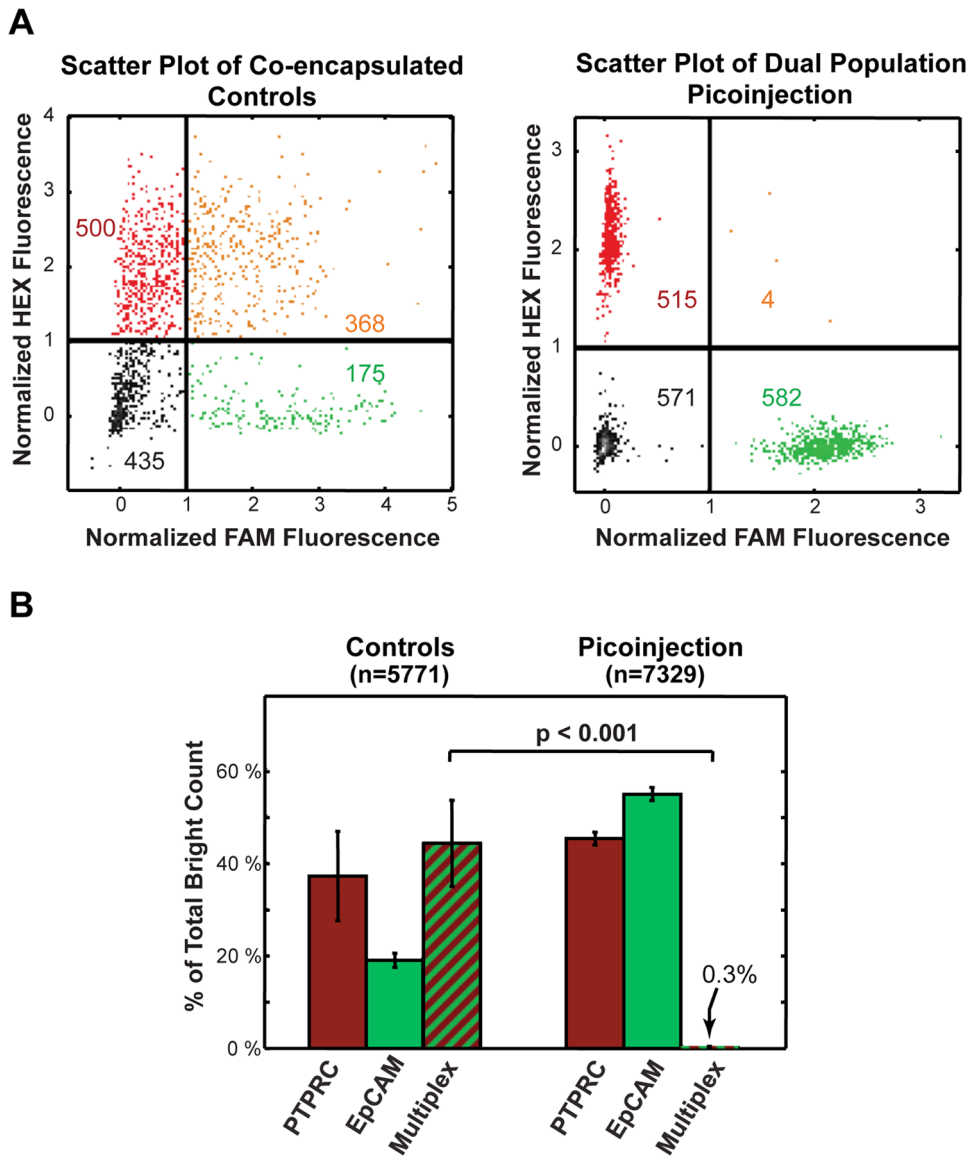 A
Scatter Plot of Co-encapsulated
Controls
Normalized HEX Fluorescence
4
3
2
1
0
500
368
175
435
0 1 2 3 4 5
Normalized FAM Fluorescence
Scatter Plot of Dual Population
Picoinjection
Normalized HEX Fluorescence
3
2
1
0
515
4
571
582
0 1 2 3
Normalized FAM Fluorescence
B
Controls
(n=5771)
Picoinjection
(n=7329)
% of Total Bright Count
60 %
40 %
20 %
0 %
p < 0.001
0.3%
PTPRC
EpCAM
Multiplex
PTPRC
EpCAM
Multiplex